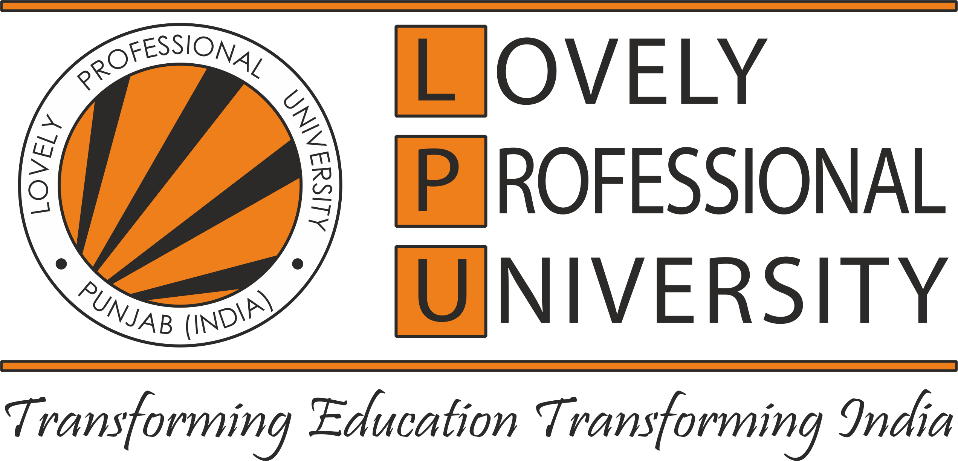 LOVELY PROFESSIONAL UNIVERSITY
• PUNJAB (INDIA) •
LOVELY
PROFESSIONAL
UNIVERSITY
Transforming Education Transforming India